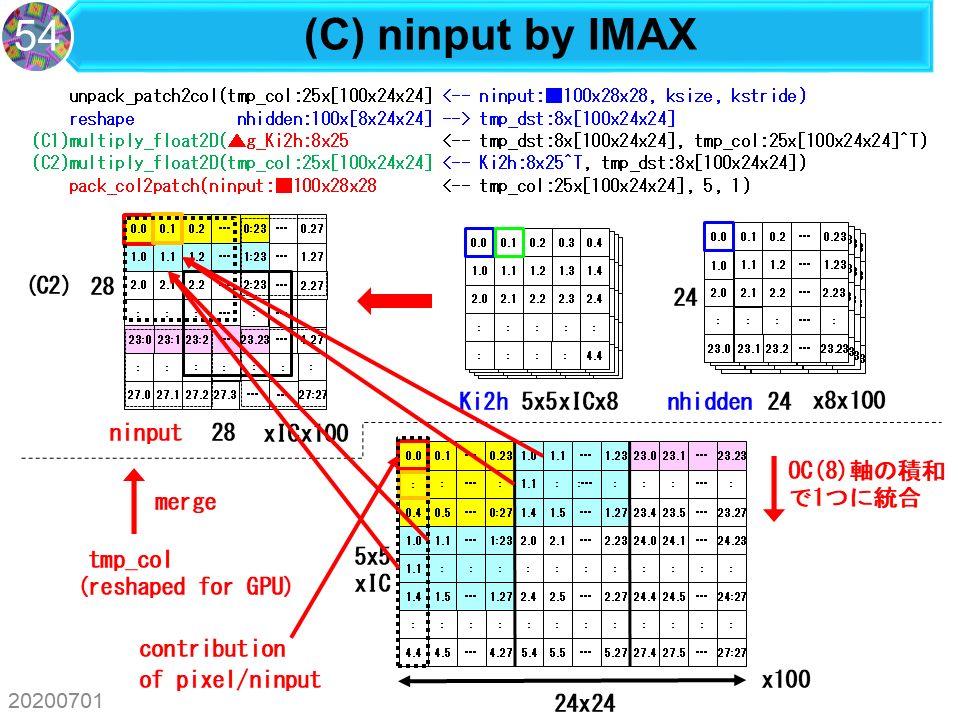 54
(C) ninput by IMAX
unpack_patch2col(tmp_col:25x[100x24x24] <-- ninput:■100x28x28, ksize, kstride)
reshape nhidden:100x[8x24x24] --> tmp_dst:8x[100x24x24]
(C1)multiply_float2D(▲g_Ki2h:8x25 <-- tmp_dst:8x[100x24x24], tmp_col:25x[100x24x24]^T)
(C2)multiply_float2D(tmp_col:25x[100x24x24] <-- Ki2h:8x25^T, tmp_dst:8x[100x24x24])
pack_col2patch(ninput:■100x28x28 <-- tmp_col:25x[100x24x24], 5, 1)
0.0 0.1 0.2 --- 0:23 --- 0.27
1.0 1.1 1.2 --- 1:23 --- 1.27
2.0 2.1 2.2 --- 2:23 --- 2.27
: : : --- : :
23:0 23:1 23:2 --- 23.23 --- 27
: : : : :
27.0 27.1 27.2 27.3 --- --- 27:27
(C2) 28
ninput 28 xICx100
0.0 0.1 0.2 0.3 0.4
1.0 1.1 1.2 1.3 1.4
2.0 2.1 2.2 2.3 2.4
: : : : :
: : : : 4.4
Ki2h 5x5xICx8
0.0 0.1 0.2 --- 0.23
1.0 1.1 1.2 --- 1.23
2.0 2.1 2.2 --- 2.23
: : : --- :
23.0 23.1 23.2 --- 23.23
24
nhidden 24 x8x100
0.0 0.1 --- 0.23 1.0 1.1 --- 1.23 23.0 23.1 --- 23.23
: : --- : 1.1 : :--- : : : --- :
0.4 0.5 --- 0:27 1.4 1.5 --- 1.27 23.4 23.5 --- 23.27
1.0 1.1 --- 1:23 2.0 2.1 --- 2.23 24.0 24.1 --- 24.23
1.1 : : : : : : : : : : :
1.4 1.5 --- 1.27 2.4 2.5 --- 2.27 24.4 24.5 --- 24:27
: : : : : : --- : : : --- :
4.4 4.5 --- 4.27 5.4 5.5 --- 5.27 27.4 27.5 --- 27:27
OC(8)軸の積和
で1つに統合
merge
tmp_col
(reshaped for GPU)
5x5
xIC
contribution
of pixel/ninput
x100
24x24
20200701